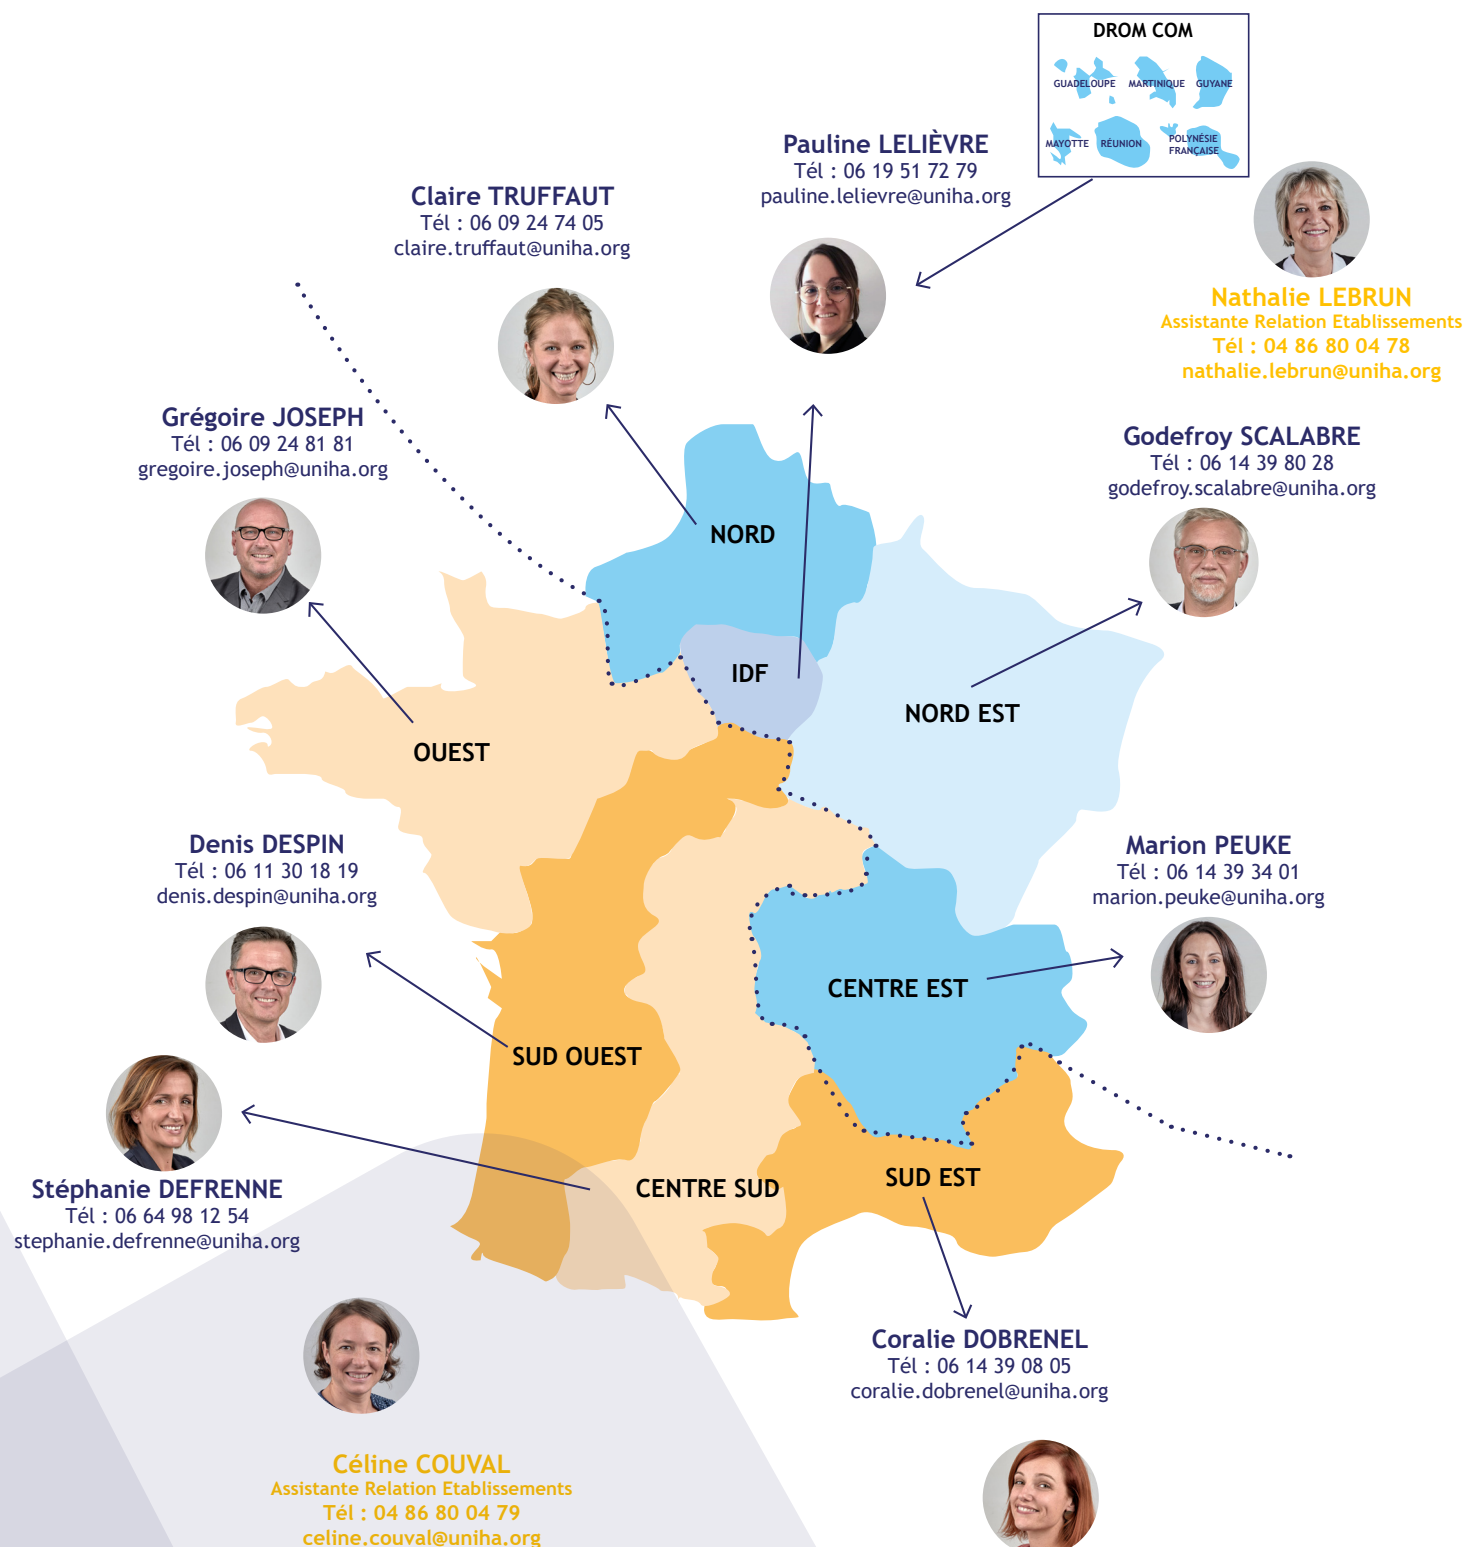 DROM COM
GUADELOUPE
MARTINIQUE
GUYANE
MAYOTTE
RÉUNION
POLYNÉSIE
FRANÇAISE
Pauline LELIÈVRE
Tél : 06 19 51 72 79
pauline.lelievre@uniha.org
Claire TRUFFAUT
Tél : 06 09 24 74 05
claire.truffaut@uniha.org
Nathalie LEBRUN
Assistante Relation Etablissements
Tél : 04 86 80 04 78
nathalie.lebrun@uniha.org
Grégoire JOSEPH
Tél : 06 09 24 81 81
gregoire.joseph@uniha.org
Godefroy SCALABRE
Tél : 06 14 39 80 28
godefroy.scalabre@uniha.org
NORD
IDF
NORD EST
OUEST
Denis DESPIN
Tél : 06 11 30 18 19
denis.despin@uniha.org
Marion PEUKE
Tél : 06 14 39 34 01
marion.peuke@uniha.org
CENTRE EST
SUD OUEST
CENTRE SUD
SUD EST
Stéphanie DEFRENNE
Tél : 06 64 98 12 54
stephanie.defrenne@uniha.org
Coralie DOBRENEL
Tél : 06 14 39 08 05
coralie.dobrenel@uniha.org
Céline COUVAL
Assistante Relation Etablissements
Tél : 04 86 80 04 79
celine.couval@uniha.org